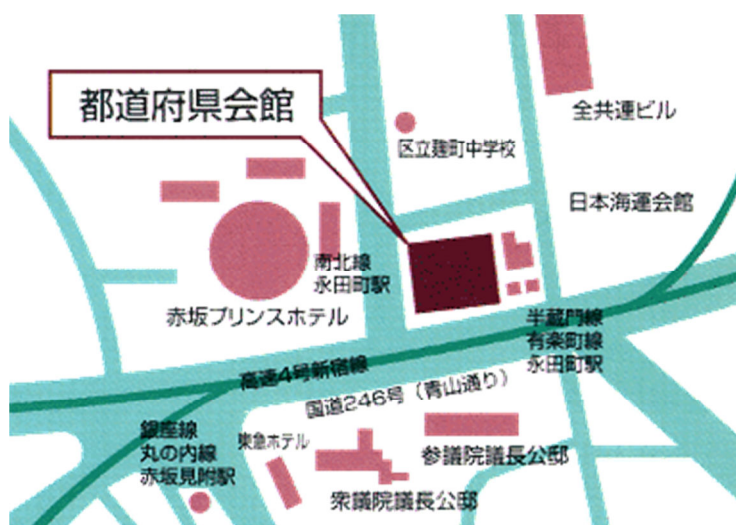 都道府県会館
全共連ビル
区立麹町中学校
日本海運会館
南北線
永田町駅
赤坂プリンスホテル
半蔵門線
有楽町線
永田町駅
高速4号新宿線
国道246号（青山通り）
銀座線
丸の内線
赤坂見附駅
東急ホテル
参議院議長公邸
衆議院議長公邸